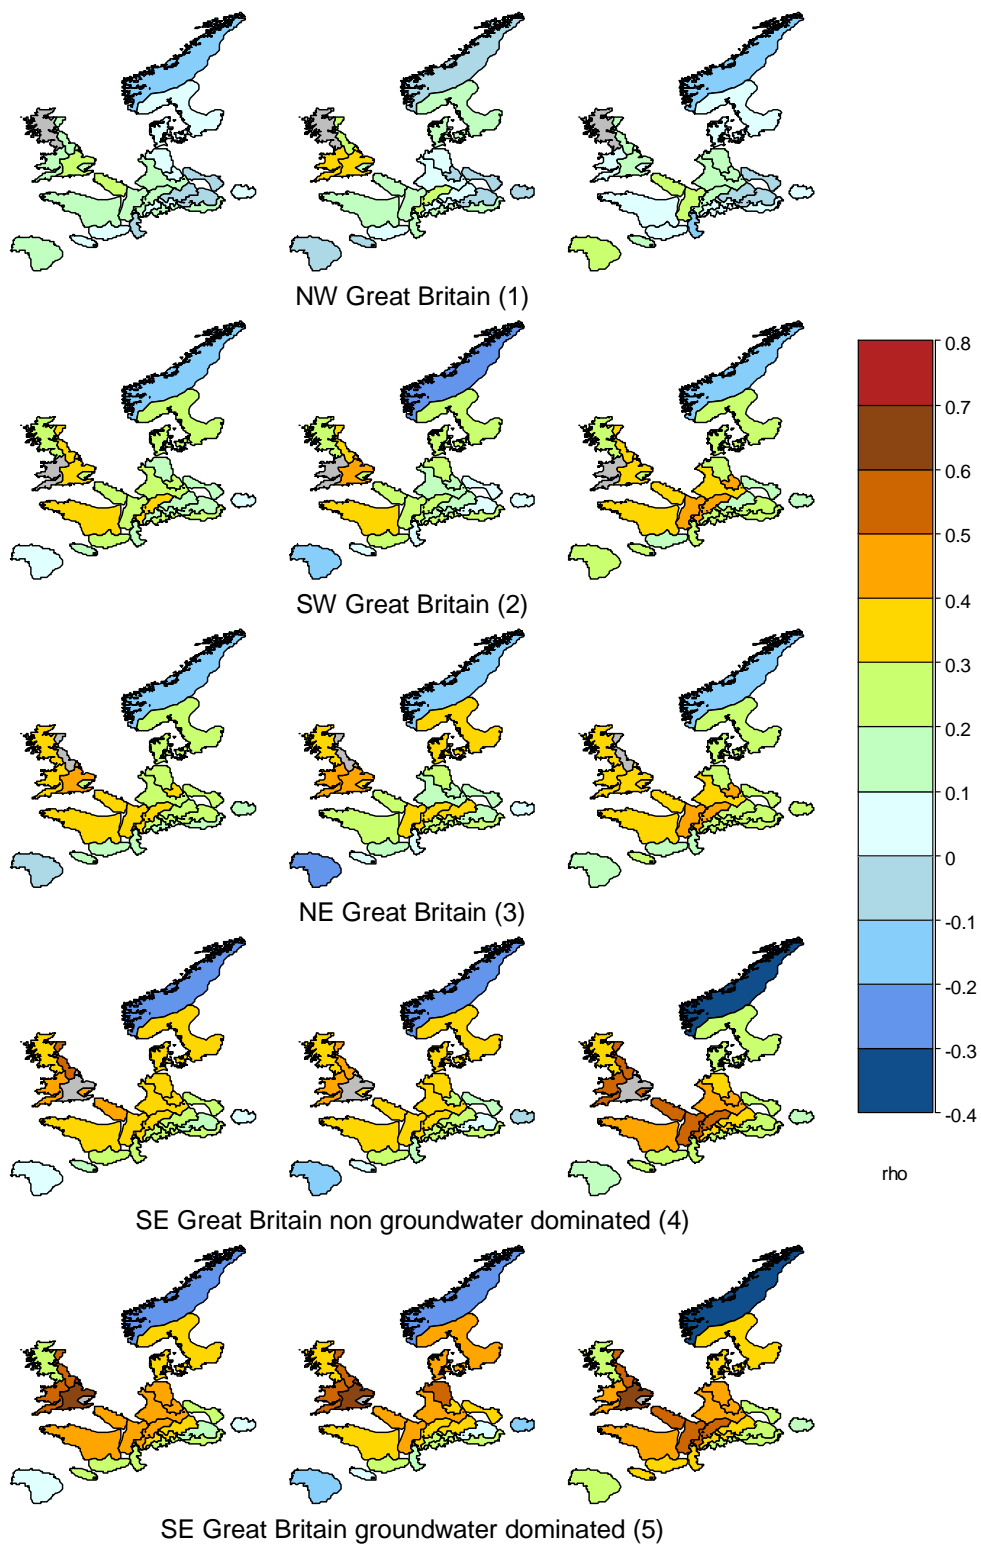 NW Great Britain (1)
SW Great Britain (2)
NE Great Britain (3)
SE Great Britain non groundwater dominated (4)
SE Great Britain groundwater dominated (5)
0.8
0.7
0.6
0.5
0.4
0.3
0.2
0.1
0
-0.1
-0.2
-0.3
-0.4
rho